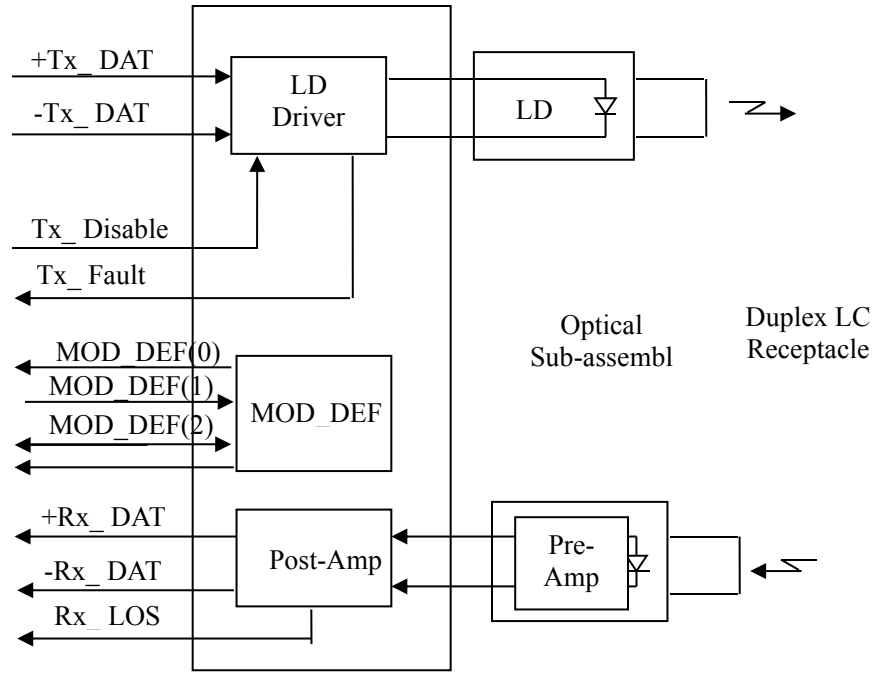 +Tx_ DAT
LD
Driver
LD
-Tx_ DAT
Tx_ Disable
Tx_ Fault
Optical
Sub-assembl
Duplex LC
Receptacle
MOD_DEF(0)
MOD_DEF(1)
MOD_DEF
MOD_DEF(2)
+Rx_ DAT
Post-Amp
Pre-
Amp
-Rx_ DAT
Rx_ LOS